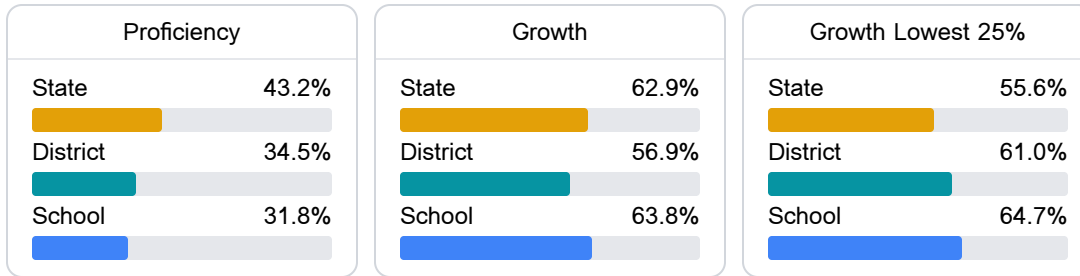 Proficiency
State 43.2%
District 34.5%
School 31.8%
Growth
State 62.9%
District 56.9%
School 63.8%
Growth Lowest 25%
State 55.6%
District 61.0%
School 64.7%